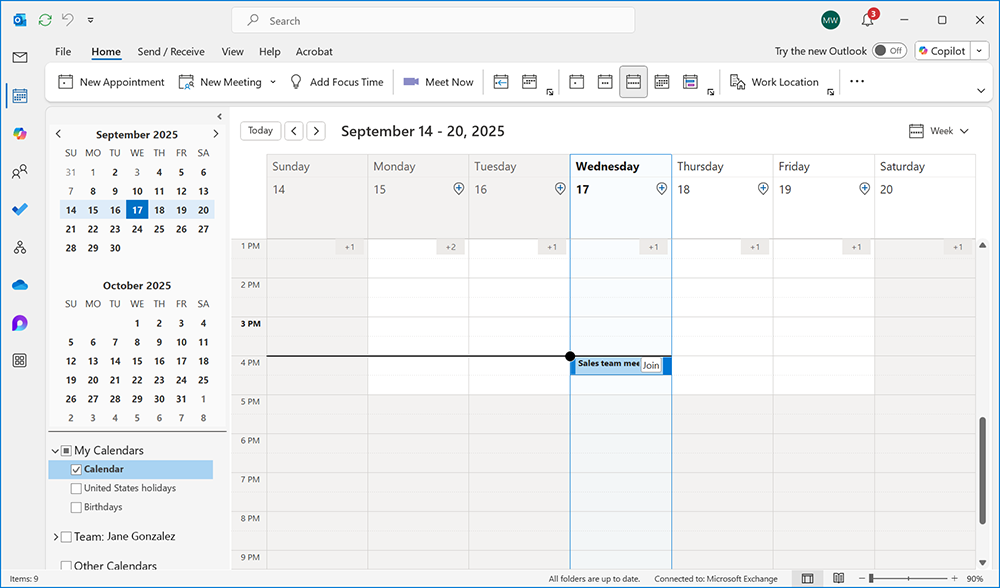 Search
MW
3
File Home Send / Receive View Help Acrobat
Try the new Outlook Off Copilot
New Appointment New Meeting Add Focus Time Meet Now Work Location
September 2025
SU MO TU WE TH FR SA
31 1 2 3 4 5 6
7 8 9 10 11 12 13
14 15 16 17 18 19 20
21 22 23 24 25 26 27
28 29 30
October 2025
SU MO TU WE TH FR SA
1 2 3 4
5 6 7 8 9 10 11
12 13 14 15 16 17 18
19 20 21 22 23 24 25
26 27 28 29 30 31 1
2 3 4 5 6 7 8
My Calendars
Calendar
United States holidays
Birthdays
Team: Jane Gonzalez
Other Calendars
Today September 14 - 20, 2025 Week
Sunday Monday Tuesday Wednesday Thursday Friday Saturday
14 15 16 17 18 19 20
1 PM +1 +2 +1 +1 +1 +1 +1
2 PM
3 PM
4 PM Sales team mee Join
5 PM
6 PM
7 PM
8 PM
9 PM
Items: 9 All folders are up to date. Connected to: Microsoft Exchange 90%